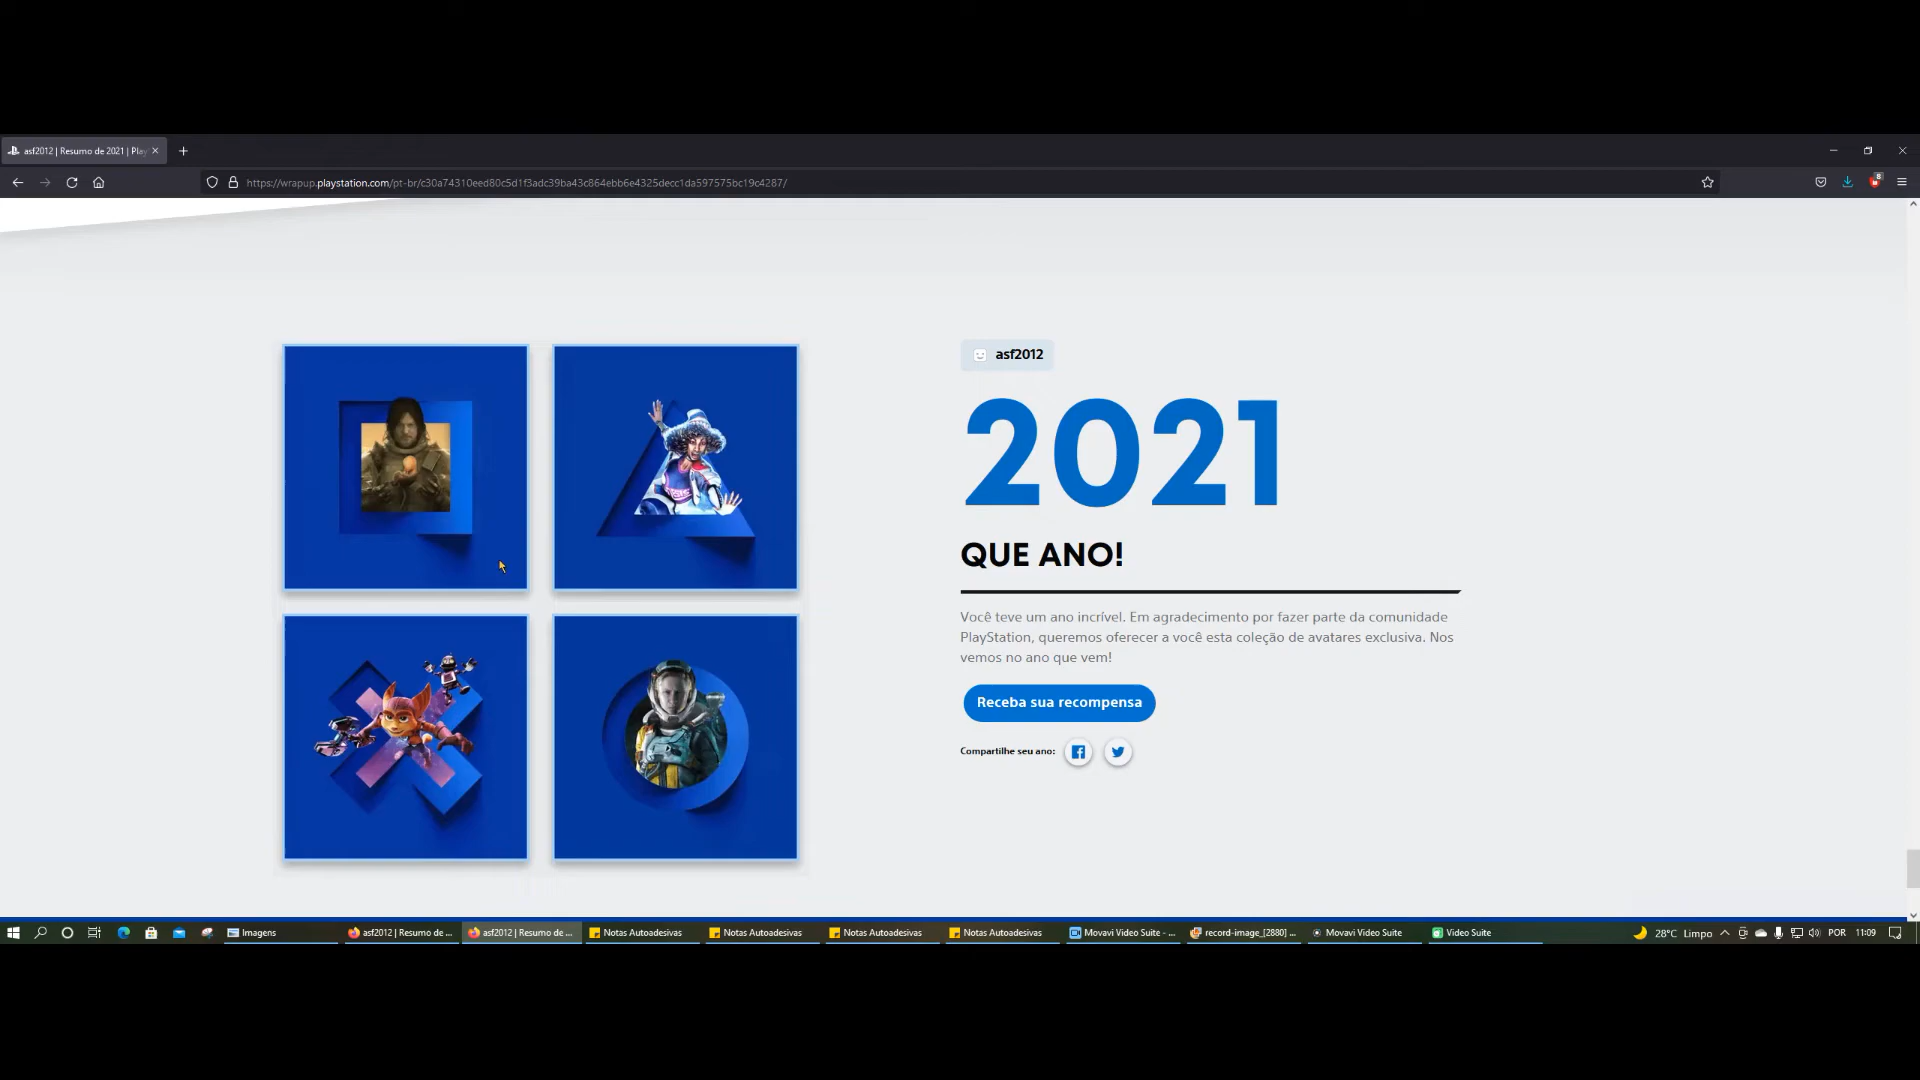 asf2012 | Resumo de 2021 | Play
https://wrapup.playstation.com/pt-br/c30a74310eed80c5d1f3adc39ba43c864ebb6e4325decc1da597575bc19c4287/
8
asf2012
2021
QUE ANO!
Você teve um ano incrível. Em agradecimento por fazer parte da comunidade
PlayStation, queremos oferecer a você esta coleção de avatares exclusiva. Nos
vemos no ano que vem!
Receba sua recompensa
Compartilhe seu ano:
Imagens
asf2012 | Resumo de ...
asf2012 | Resumo de ...
Notas Autoadesivas
Notas Autoadesivas
Notas Autoadesivas
Notas Autoadesivas
Movavi Video Suite - ...
record-image_[2880] ...
Movavi Video Suite
Video Suite
28°C Limpo
POR
11:09